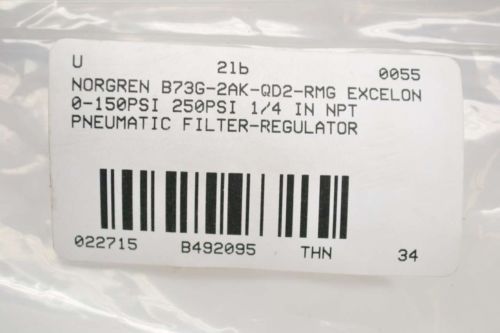 U 2lb 0055
NORGREN B73G-2AK-QD2-RMG EXCELON
0-150PSI 250PSI 1/4 IN NPT
PNEUMATIC FILTER-REGULATOR
022715 B492095 THN 34